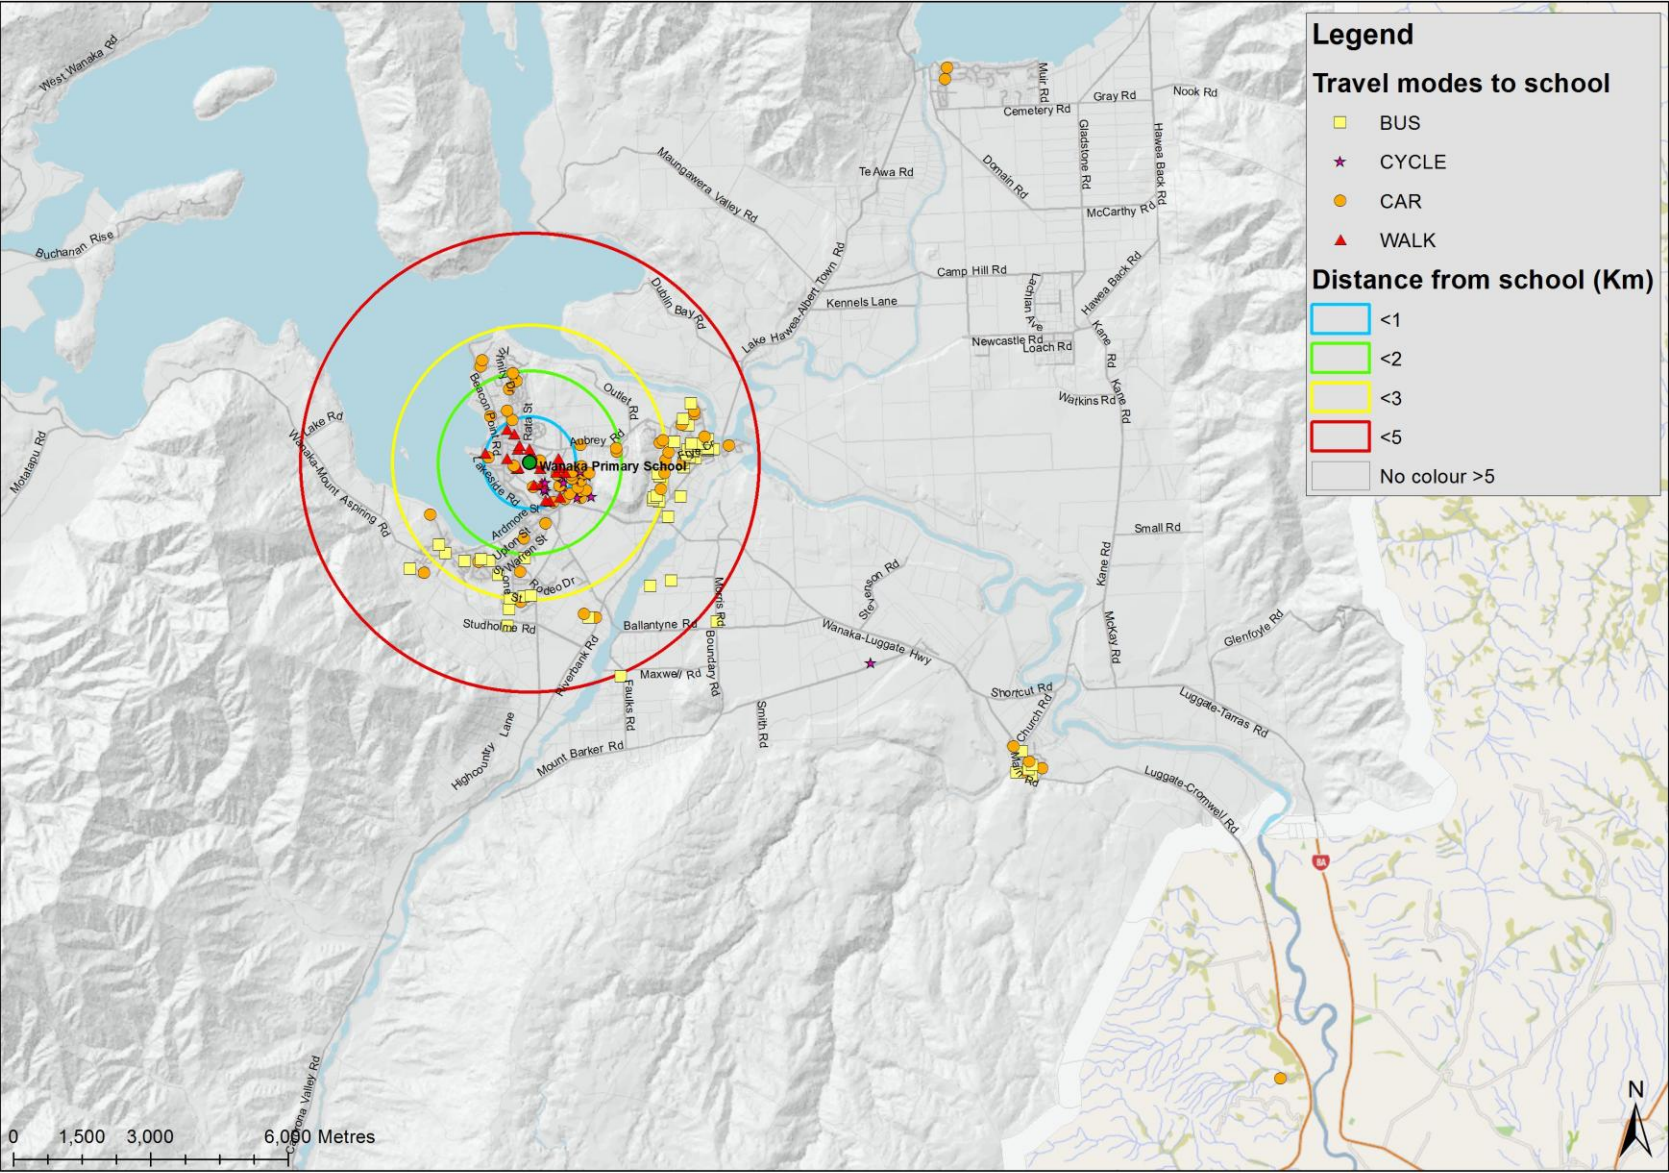 Legend
Travel modes to school
BUS
CYCLE
CAR
WALK
Distance from school (Km)
<1
<2
<3
<5
No colour >5
West Wanaka Rd
Muir Rd
Gray Rd
Nook Rd
Cemetery Rd
Gladstone Rd
Hawea Back Rd
Maungawera Valley Rd
Te Awa Rd
Domain Rd
McCarthy Rd
Buchanan Rise
Camp Hill Rd
Lachlan Ave
Hawea Back Rd
Dublin Bay Rd
Lake Hawea-Albert Town Rd
Kennels Lane
Newcastle Rd
Loach Rd
Kane Rd
Kane Rd
Watkins Rd
Beacon Point Rd
Rata St
Outlet Rd
Aubrey Rd
Lake Rd
Wanaka-Mount Aspiring Rd
Motatapu Rd
Wanaka Primary School
Lakeside Rd
Ardmore St
Upton St
Warren St
Rodeo Dr
Small Rd
Kane Rd
Stevenson Rd
Morris Rd
Studholme Rd
Ballantyne Rd
Wanaka-Luggate Hwy
McKay Rd
Glenfoyle Rd
Riverbank Rd
Maxwell Rd
Boundary Rd
Faulks Rd
Shortcut Rd
Church Rd
Luggate-Tarras Rd
Smith Rd
Highcountry Lane
Mount Barker Rd
Main Rd
Luggate-Cromwell Rd
8A
Cardrona Valley Rd
N
0 1,500 3,000 6,000 Metres